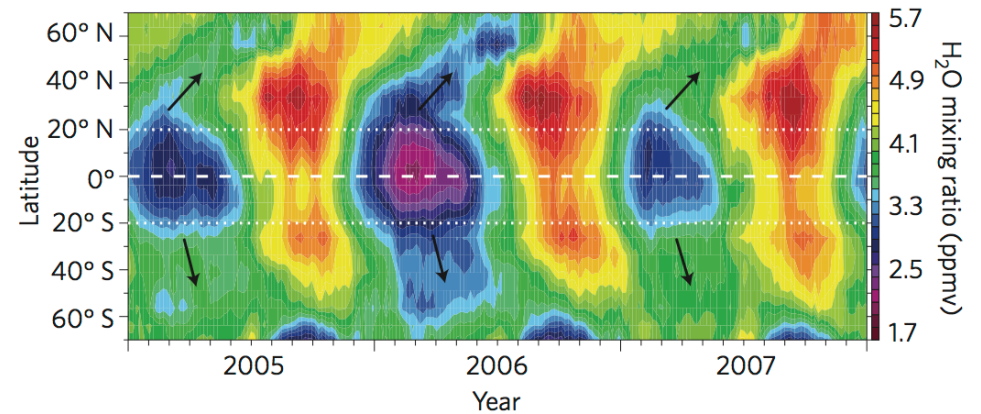 60° N
40° N
20° N
0°
20° S
40° S
60° S
Latitude
2005
2006
2007
Year
5.7
4.9
4.1
3.3
2.5
1.7
H₂O mixing ratio (ppmv)